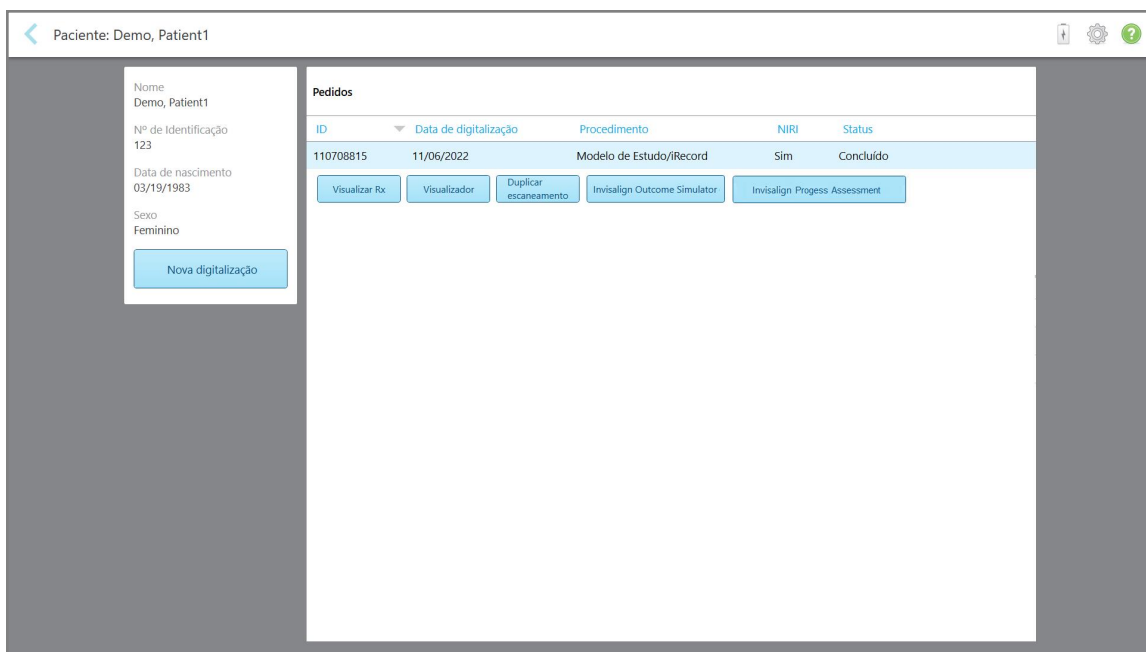 Paciente: Demo, Patient1
?
Nome
Demo, Patient1
Nº de Identificação
123
Data de nascimento
03/19/1983
Sexo
Feminino
Nova digitalização
Pedidos
ID Data de digitalização Procedimento NIRI Status
110708815 11/06/2022 Modelo de Estudo/iRecord Sim Concluído
Visualizar Rx
Visualizador
Duplicar
escaneamento
Invisalign Outcome Simulator
Invisalign Progess Assessment